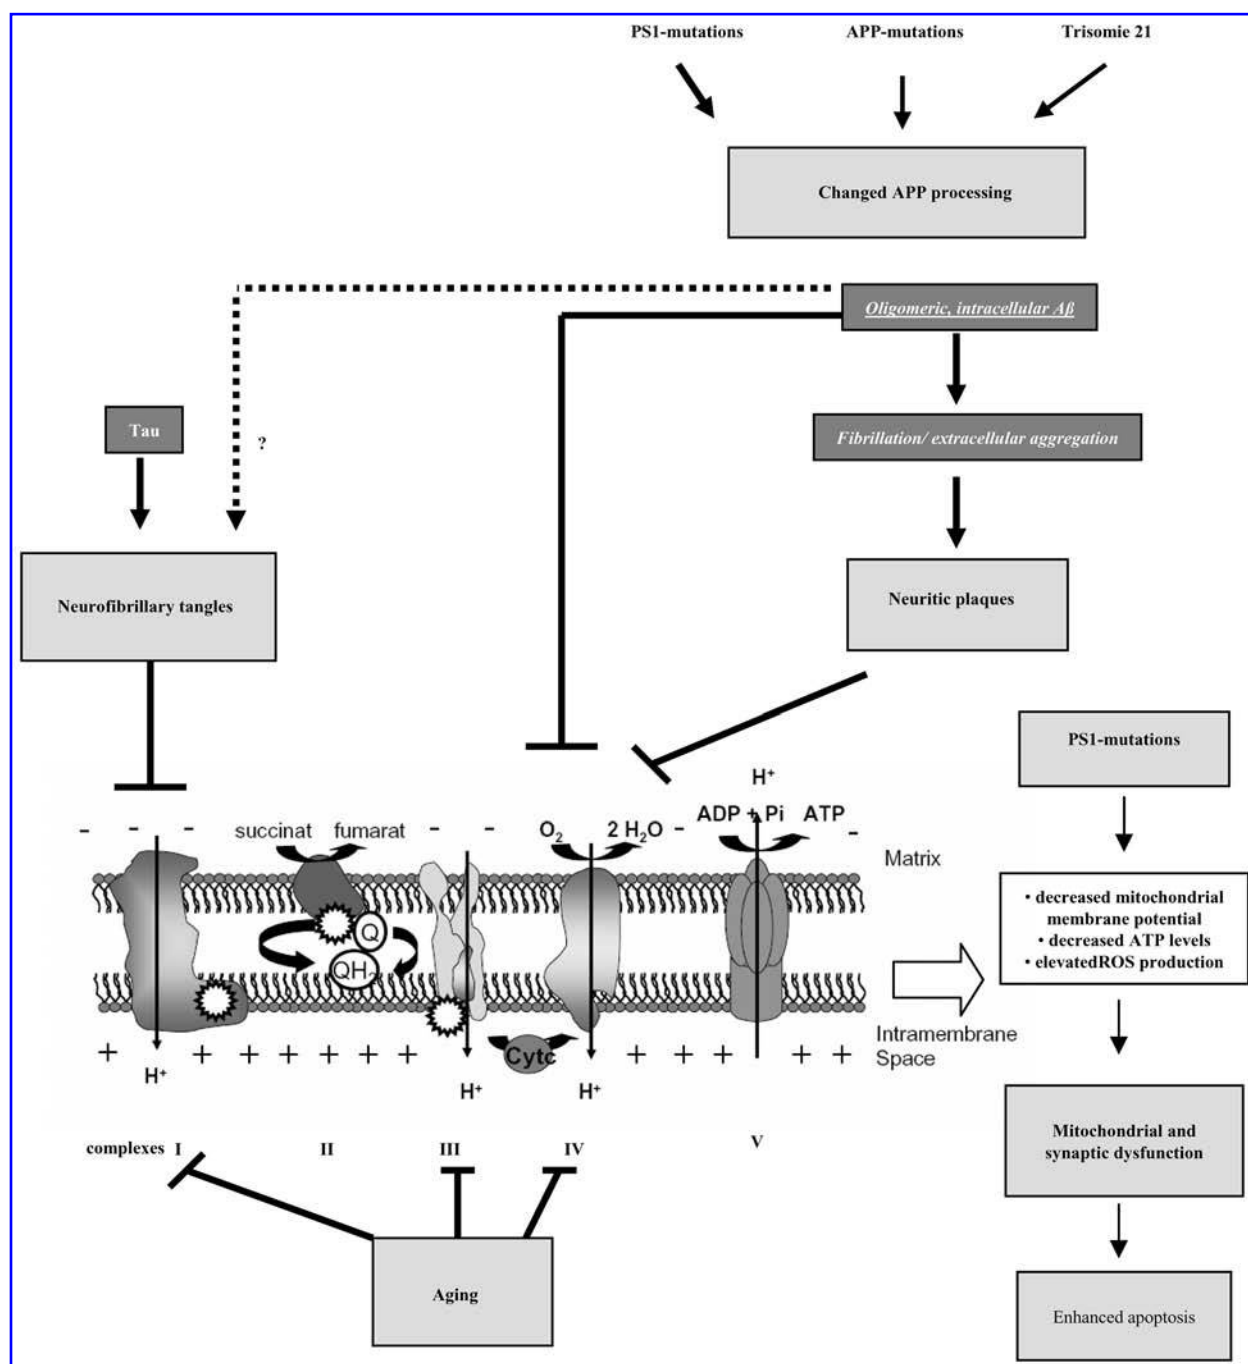 PS1-mutations APP-mutations Trisomie 21
Changed APP processing
Oligomeric, intracellular Aß
Tau
?
Fibrillation/ extracellular aggregation
Neurofibrillary tangles
Neuritic plaques
PS1-mutations
H+
ADP + Pi ATP
succinat fumarat
O2 2 H2O
Matrix
• decreased mitochondrial
membrane potential
• decreased ATP levels
• elevatedROS production
Q
QH2
Intramembrane
Space
Cytc
H+ H+ H+
complexes I II III IV V
Mitochondrial and
synaptic dysfunction
Aging
Enhanced apoptosis